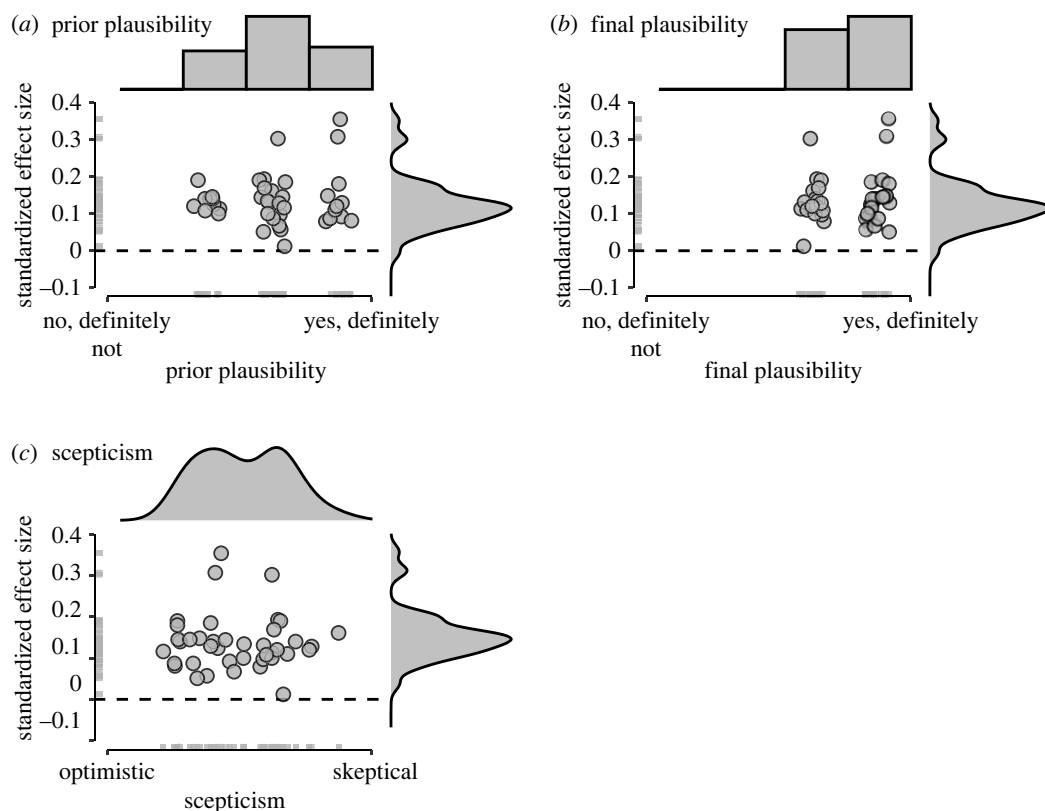 (a) prior plausibility
standardized effect size
0.4
0.3
0.2
0.1
0
–0.1
no, definitely
not
yes, definitely
prior plausibility
(b) final plausibility
standardized effect size
0.4
0.3
0.2
0.1
0
–0.1
no, definitely
not
yes, definitely
final plausibility
(c) scepticism
standardized effect size
0.4
0.3
0.2
0.1
0
–0.1
optimistic
skeptical
scepticism